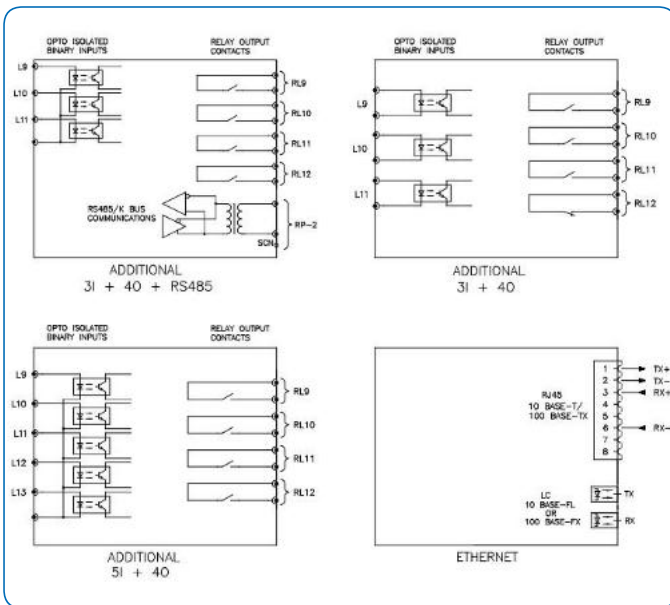 OPTO ISOLATED
BINARY INPUTS
RELAY OUTPUT
CONTACTS
L9
L10
L11
RL9
RL10
RL11
RL12
RS485/K BUS
COMMUNICATIONS
RP-2
SCN
ADDITIONAL
3I + 4O + RS485
OPTO ISOLATED
BINARY INPUTS
RELAY OUTPUT
CONTACTS
L9
L10
L11
RL9
RL10
RL11
RL12
ADDITIONAL
3I + 4O
OPTO ISOLATED
BINARY INPUTS
RELAY OUTPUT
CONTACTS
L9
L10
L11
L12
L13
RL9
RL10
RL11
RL12
ADDITIONAL
5I + 4O
RJ45
10 BASE-T/
100 BASE-TX
1 TX+
2 TX-
3 RX+
4
5
6 RX-
7
8
LC
10 BASE-FL
OR
100 BASE-FX
TX
RX
ETHERNET